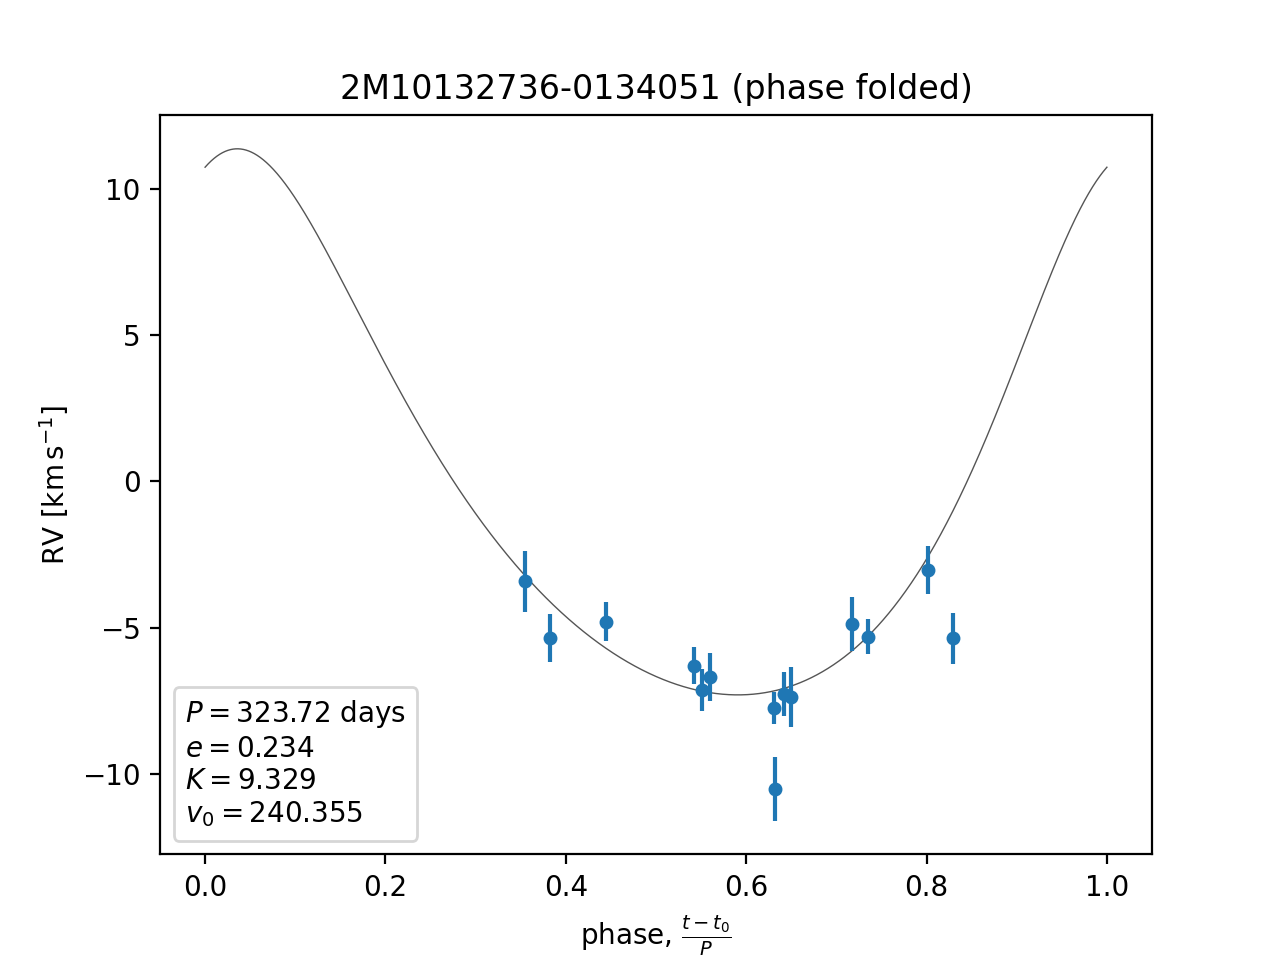 2M10132736-0134051 (phase folded)
10
5
0
−5
−10
RV [km s⁻¹]
P = 323.72 days
e = 0.234
K = 9.329
v₀ = 240.355
0.0 0.2 0.4 0.6 0.8 1.0
phase, (t − t₀)/P